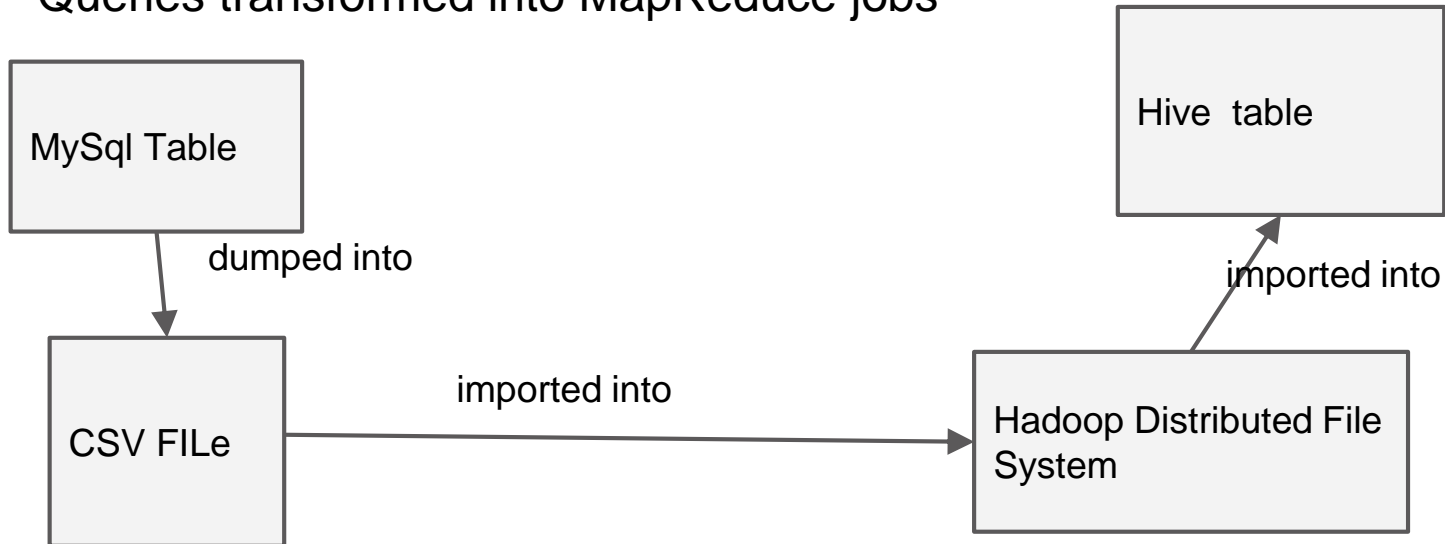 Queries transformed into MapReduce jobs
MySql Table
Hive table
dumped into
imported into
imported into
CSV FILe
Hadoop Distributed File
System